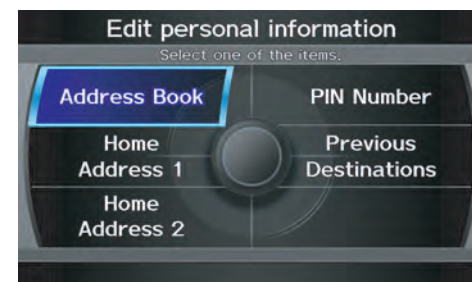 Edit personal information
Select one of the items.
Address Book
PIN Number
Home
Address 1
Previous
Destinations
Home
Address 2